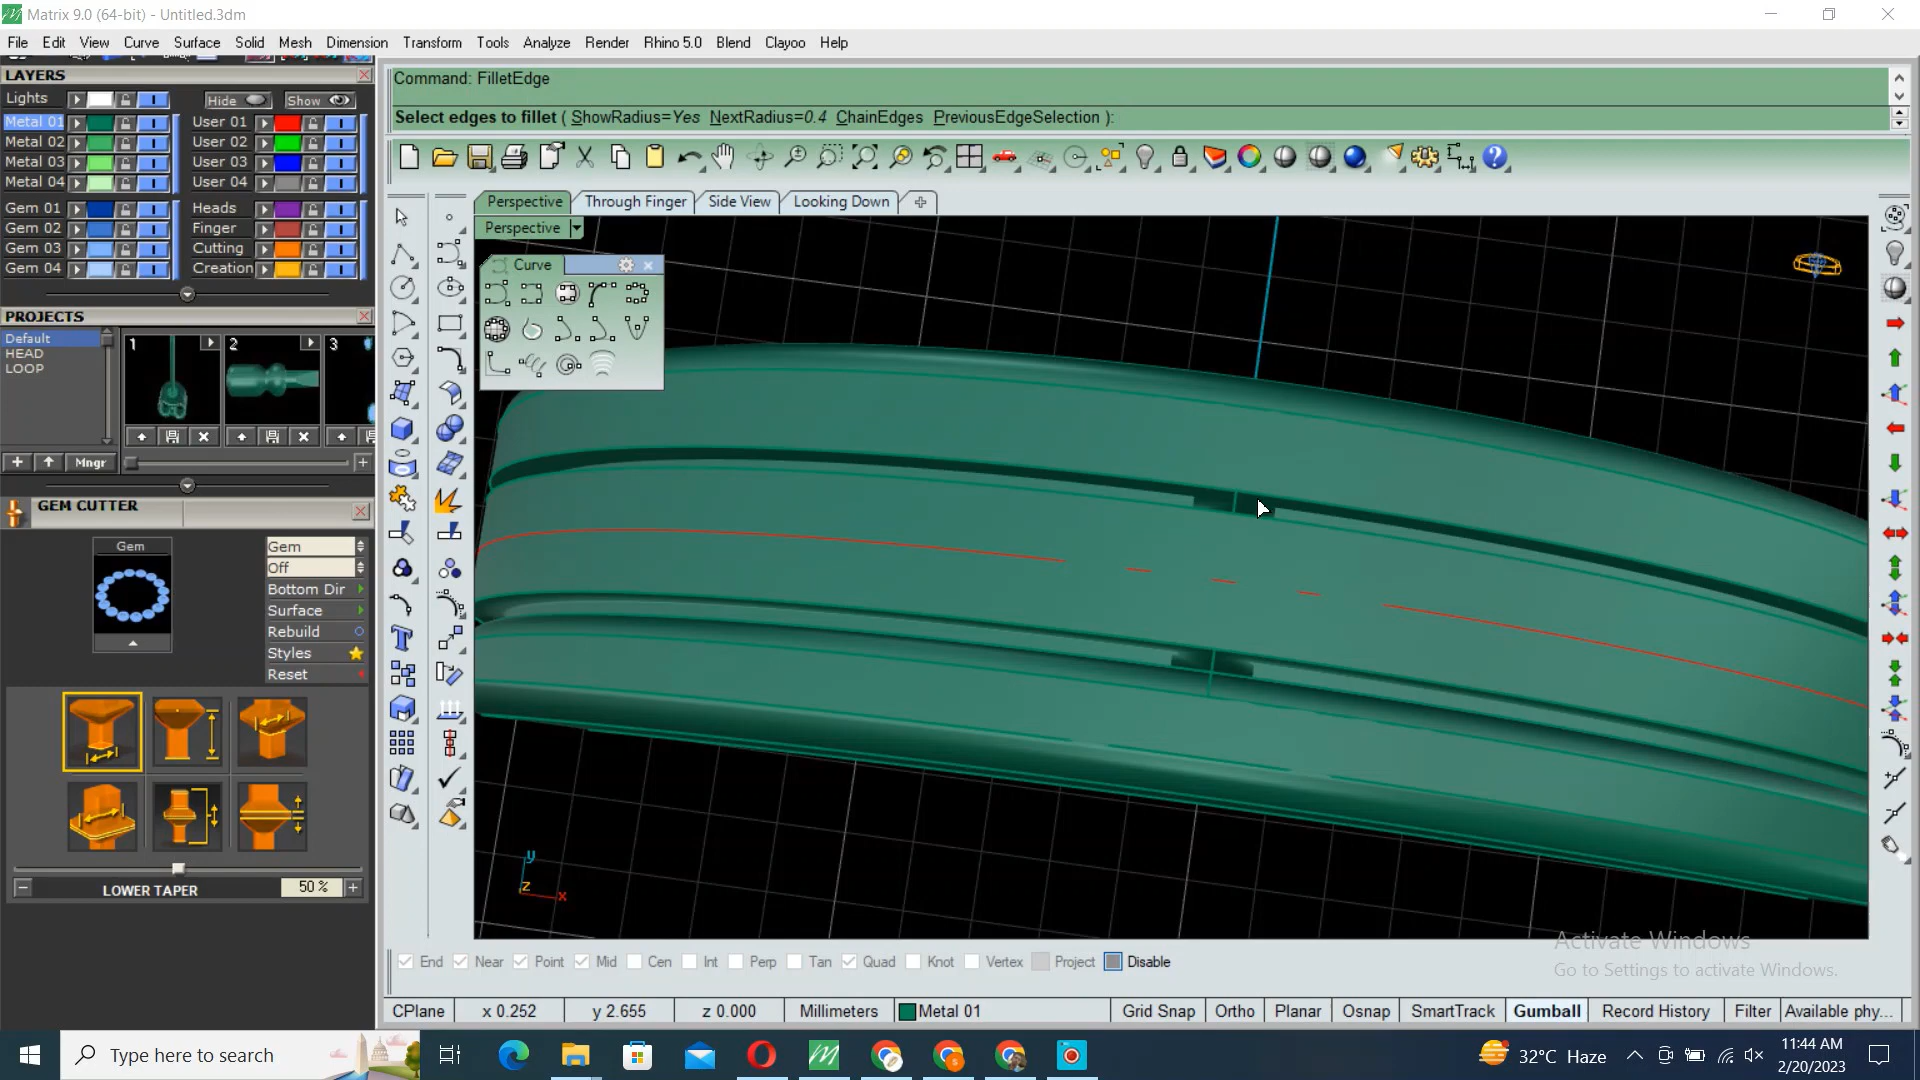 Matrix 9.0 (64-bit) - Untitled.3dm
File Edit View Curve Surface Solid Mesh Dimension Transform Tools Analyze Render Rhino 5.0 Blend Clayoo Help
LAYERS
Lights Hide Show
Metal 01 User 01
Metal 02 User 02
Metal 03 User 03
Metal 04 User 04
Gem 01 Heads
Gem 02 Finger
Gem 03 Cutting
Gem 04 Creation
PROJECTS
Default
HEAD
LOOP
1 2 3
Mngr
GEM CUTTER
Gem
Gem
Off
Bottom Dir
Surface
Rebuild
Styles
Reset
LOWER TAPER 50 %
Command: FilletEdge
Select edges to fillet ( ShowRadius=Yes NextRadius=0.4 ChainEdges PreviousEdgeSelection ):
Perspective Through Finger Side View Looking Down
Perspective
Curve
y
z
x
Activate Windows
Go to Settings to activate Windows.
End Near Point Mid Cen Int Perp Tan Quad Knot Vertex Project Disable
CPlane x 0.252 y 2.655 z 0.000 Millimeters Metal 01 Grid Snap Ortho Planar Osnap SmartTrack Gumball Record History Filter Available phy...
Type here to search
32°C Haze
11:44 AM
2/20/2023